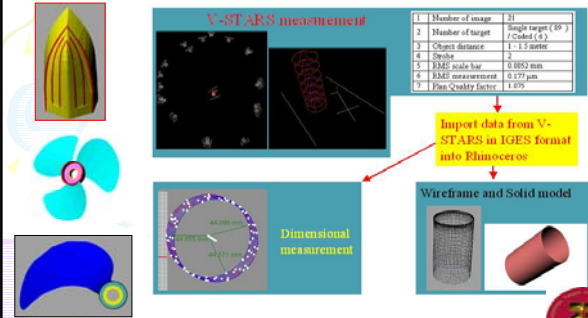 V-STARS measurement
1 Number of image 21
2 Number of target Single target ( 89 )
/ Coded ( 6 )
3 Object distance 1 - 1.5 meter
4 Strobe 2
5 RMS scale bar 0.0052 mm
6 RMS measurement 0.177 μm
7 Plan Quality factor 1.075
Import data from V-
STARS in IGES format
into Rhinoceros
Dimensional
measurement
Wireframe and Solid model